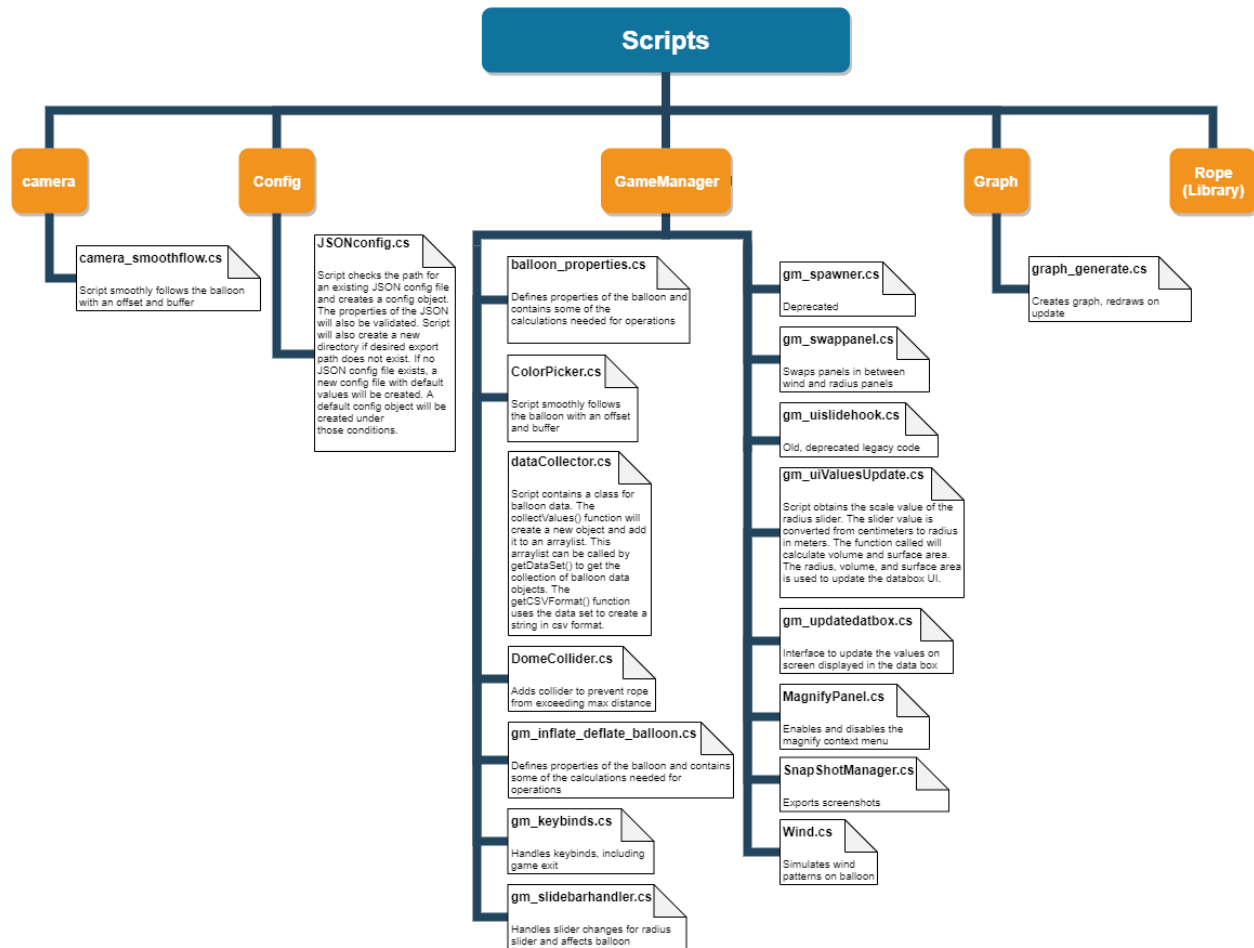 Scripts
camera
Config
GameManager
Graph
Rope
(Library)
camera_smoothflow.cs
Script smoothly follows the balloon
with an offset and buffer
JSONconfig.cs
Script checks the path for
an existing JSON config file
and creates a config object.
The properties of the JSON
will also be validated. Script
will also create a new
directory if desired export
path does not exist. If no
JSON config file exists, a
new config file with default
values will be created. A
default config object will be
created under
those conditions.
balloon_properties.cs
Defines properties of the balloon and
contains some of the
calculations needed for operations
ColorPicker.cs
Script smoothly follows
the balloon with an offset
and buffer
dataCollector.cs
Script contains a class for
balloon data. The
collectValues() function will
create a new object and add
it to an arraylist. This
arraylist can be called by
getDataSet() to get the
collection of balloon data
objects. The
getCSVFormat() function
uses the data set to create a
string in csv format.
DomeCollider.cs
Adds collider to prevent rope
from exceeding max distance
gm_inflate_deflate_balloon.cs
Defines properties of the balloon and contains
some of the calculations needed for
operations
gm_keybinds.cs
Handles keybinds, including
game exit
gm_slidebarhandler.cs
Handles slider changes for radius
slider and affects balloon
gm_spawner.cs
Deprecated
gm_swappanel.cs
Swaps panels in between
wind and radius panels
gm_uislidehook.cs
Old, deprecated legacy code
gm_uiValuesUpdate.cs
Script obtains the scale value of the
radius slider. The slider value is
converted from centimeters to radius
in meters. The function called will
calculate volume and surface area.
The radius, volume, and surface area
is used to update the databox UI.
gm_updatedatbox.cs
Interface to update the values on
screen displayed in the data box
MagnifyPanel.cs
Enables and disables the
magnify context menu
SnapShotManager.cs
Exports screenshots
Wind.cs
Simulates wind
patterns on balloon
graph_generate.cs
Creates graph, redraws on
update